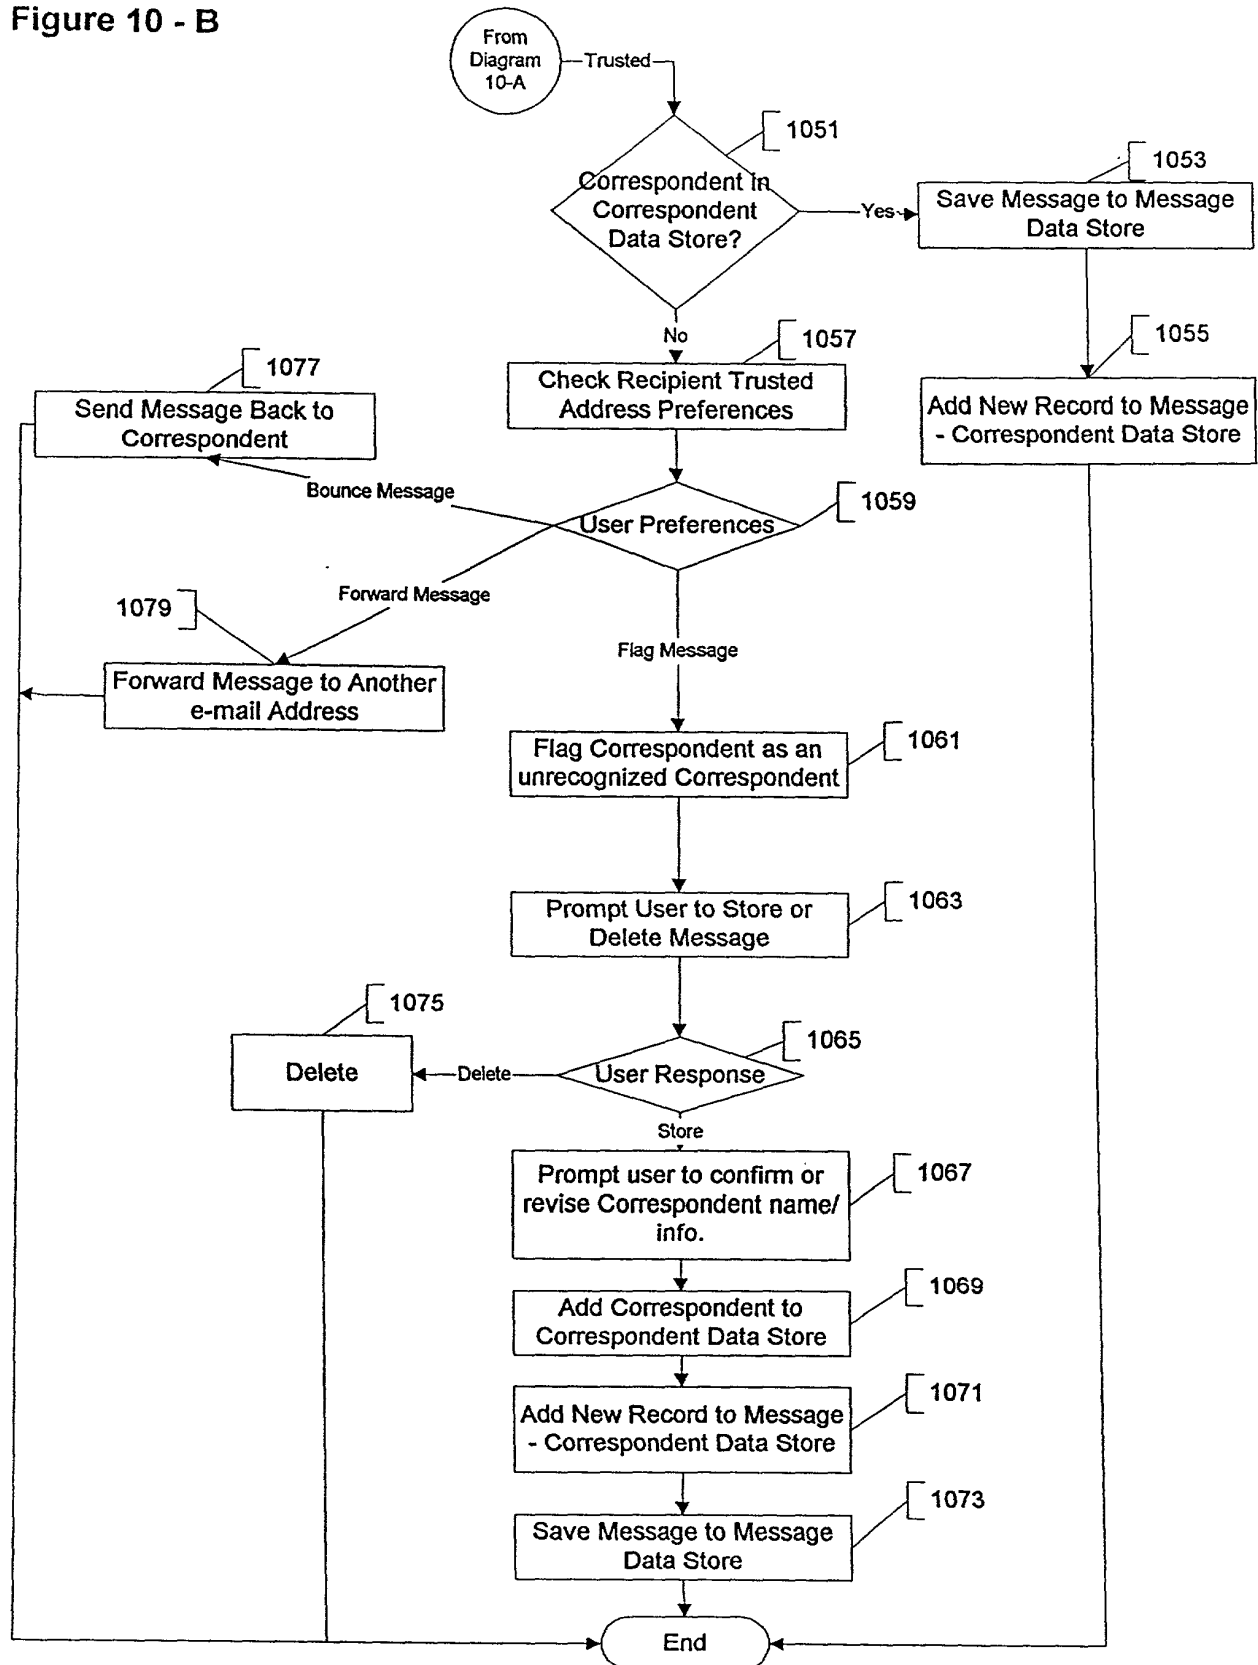 Figure 10 - B
From
Diagram
10-A
Trusted
1051
Correspondent in
Correspondent
Data Store?
Yes
1053
Save Message to Message
Data Store
No
1055
Add New Record to Message
- Correspondent Data Store
1057
Check Recipient Trusted
Address Preferences
1077
Send Message Back to
Correspondent
Bounce Message
User Preferences
1059
Forward Message
1079
Forward Message to Another
e-mail Address
Flag Message
Flag Correspondent as an
unrecognized Correspondent
1061
Prompt User to Store or
Delete Message
1063
1075
Delete
Delete
User Response
1065
Store
Prompt user to confirm or
revise Correspondent name/
info.
1067
Add Correspondent to
Correspondent Data Store
1069
Add New Record to Message
- Correspondent Data Store
1071
Save Message to Message
Data Store
1073
End